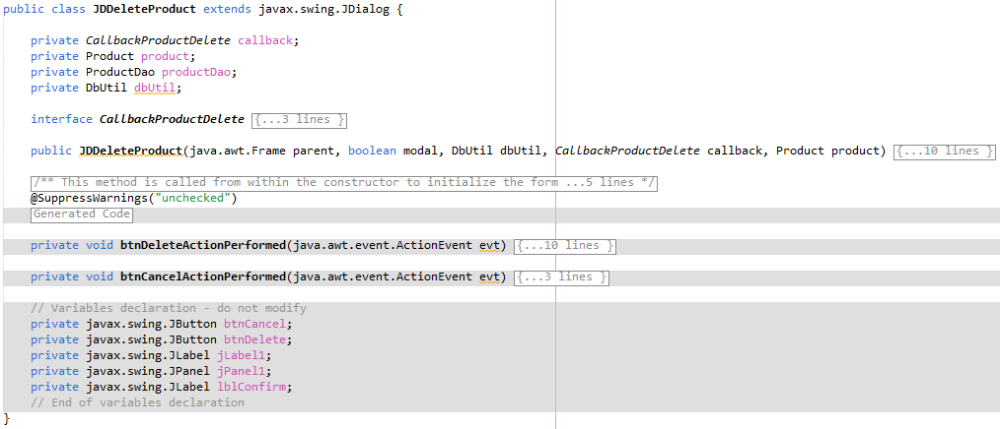 public class JDDeleteProduct extends javax.swing.JDialog {
private CallbackProductDelete callback;
private Product product;
private ProductDao productDao;
private DbUtil dbUtil;
interface CallbackProductDelete {...3 lines }
public JDDeleteProduct(java.awt.Frame parent, boolean modal, DbUtil dbUtil, CallbackProductDelete callback, Product product) {...10 lines }
/** This method is called from within the constructor to initialize the form ...5 lines */
@SuppressWarnings("unchecked")
Generated Code
private void btnDeleteActionPerformed(java.awt.event.ActionEvent evt) {...10 lines }
private void btnCancelActionPerformed(java.awt.event.ActionEvent evt) {...3 lines }
// Variables declaration - do not modify
private javax.swing.JButton btnCancel;
private javax.swing.JButton btnDelete;
private javax.swing.JLabel jLabel1;
private javax.swing.JPanel jPanel1;
private javax.swing.JLabel lblConfirm;
// End of variables declaration
}